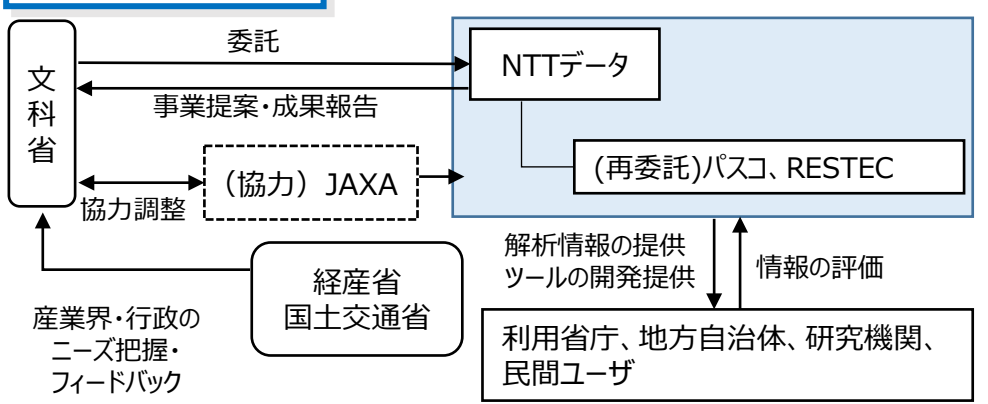 委託
文科省
NTTデータ
事業提案・成果報告
(再委託)パスコ、RESTEC
（協力）JAXA
協力調整
解析情報の提供
ツールの開発提供
情報の評価
経産省
国土交通省
産業界・行政の
ニーズ把握・
フィードバック
利用省庁、地方自治体、研究機関、
民間ユーザ